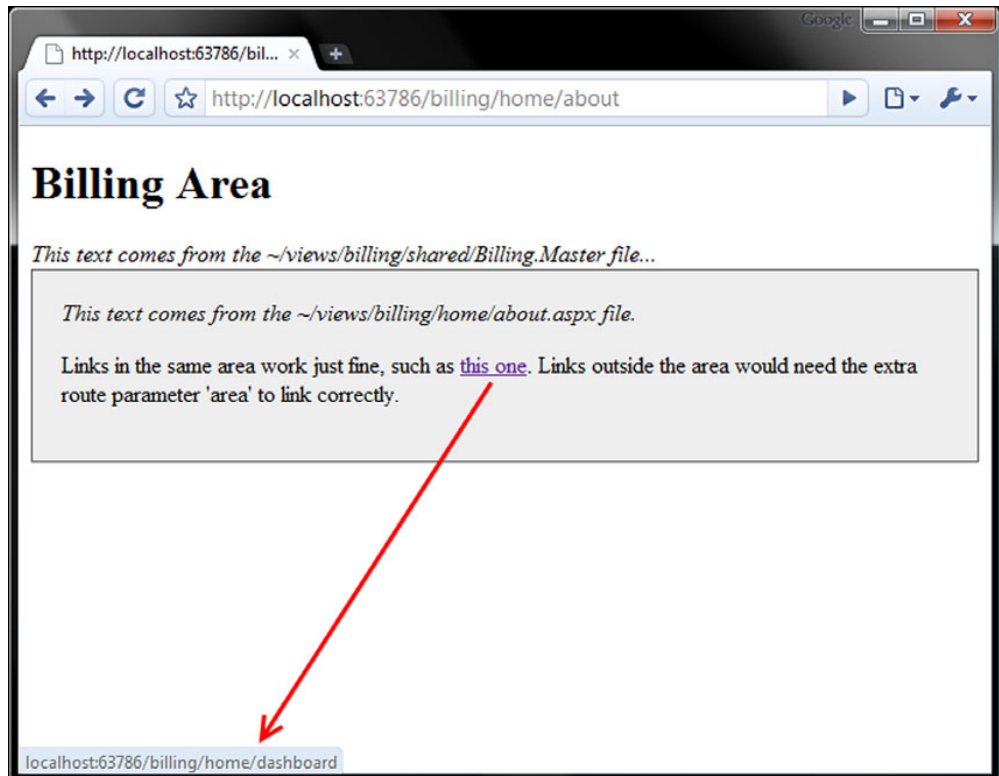 Google
http://localhost:63786/bil...
http://localhost:63786/billing/home/about
Billing Area
This text comes from the ~/views/billing/shared/Billing.Master file...
This text comes from the ~/views/billing/home/about.aspx file.
Links in the same area work just fine, such as this one. Links outside the area would need the extra
route parameter 'area' to link correctly.
localhost:63786/billing/home/dashboard